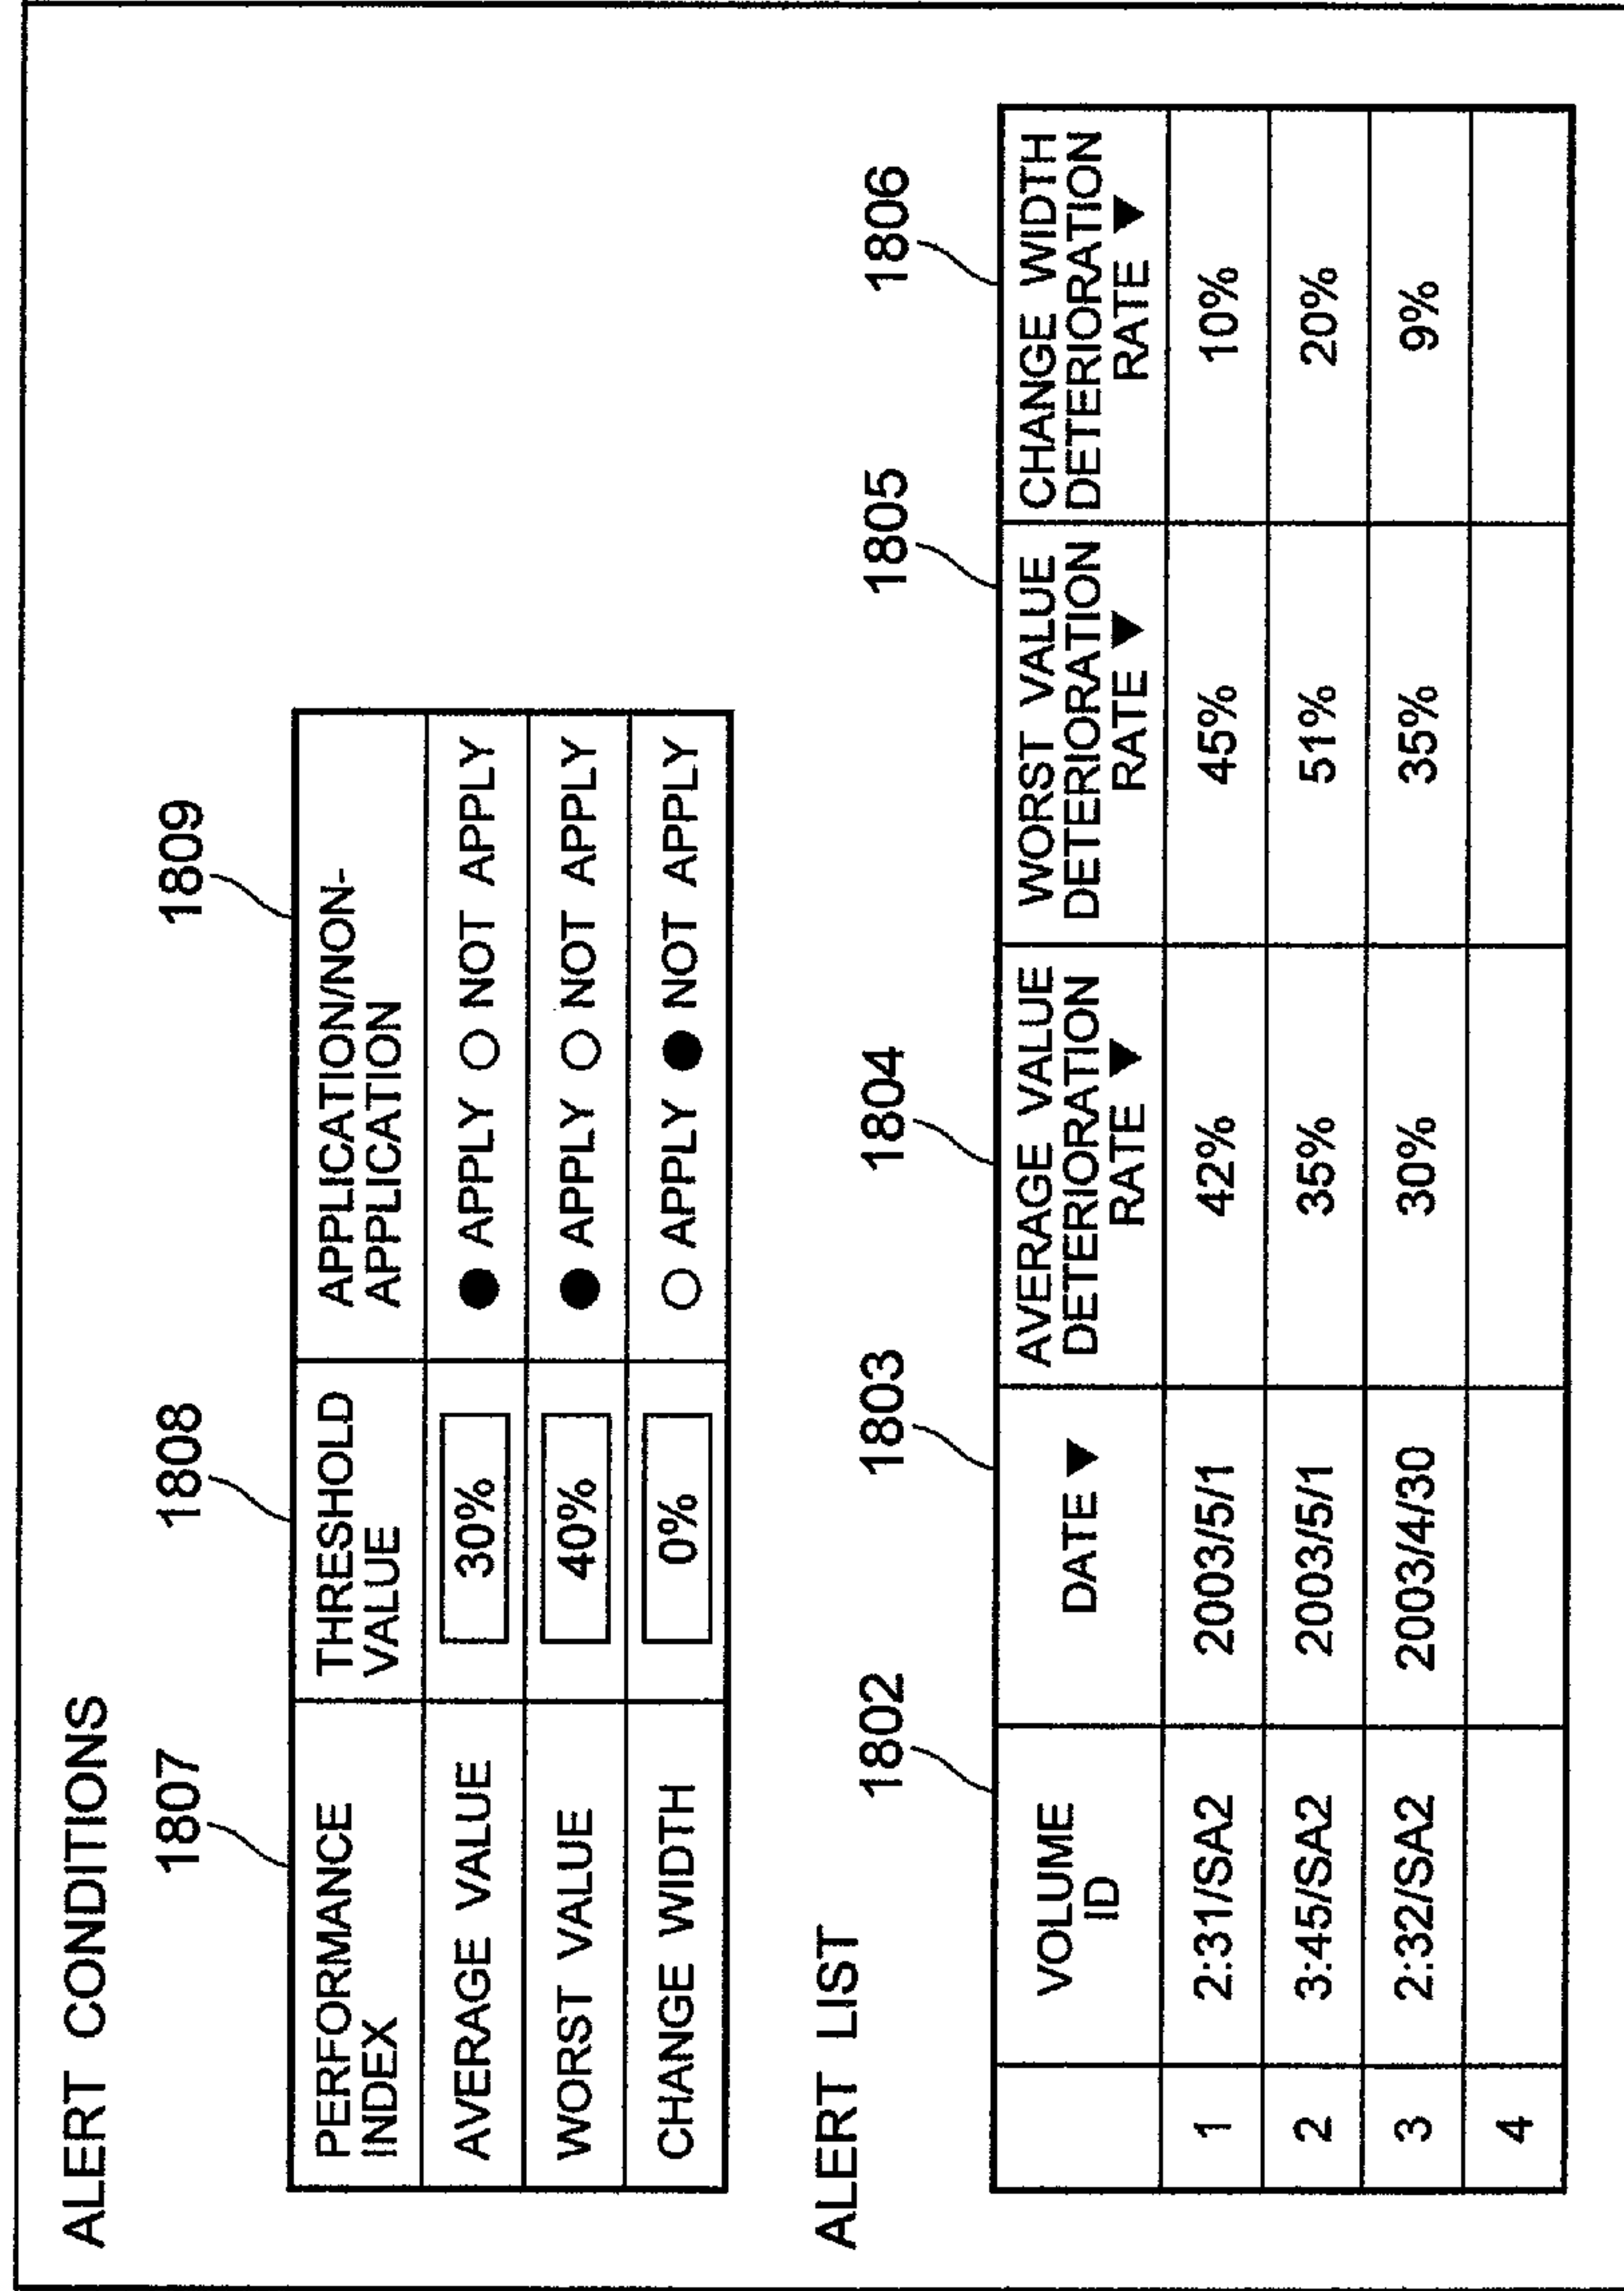 ALERT CONDITIONS
1807
1808
1809
PERFORMANCE INDEX
THRESHOLD VALUE
APPLICATION/NON-APPLICATION
AVERAGE VALUE 30% ● APPLY ○ NOT APPLY
WORST VALUE 40% ● APPLY ○ NOT APPLY
CHANGE WIDTH 0% ○ APPLY ● NOT APPLY
ALERT LIST
1802
1803
1804
1805
1806
VOLUME ID
DATE ▼
AVERAGE VALUE DETERIORATION RATE ▼
WORST VALUE DETERIORATION RATE ▼
CHANGE WIDTH DETERIORATION RATE ▼
1 2:31/SA2 2003/5/1 42% 45% 10%
2 3:45/SA2 2003/5/1 35% 51% 20%
3 2:32/SA2 2003/4/30 30% 35% 9%
4